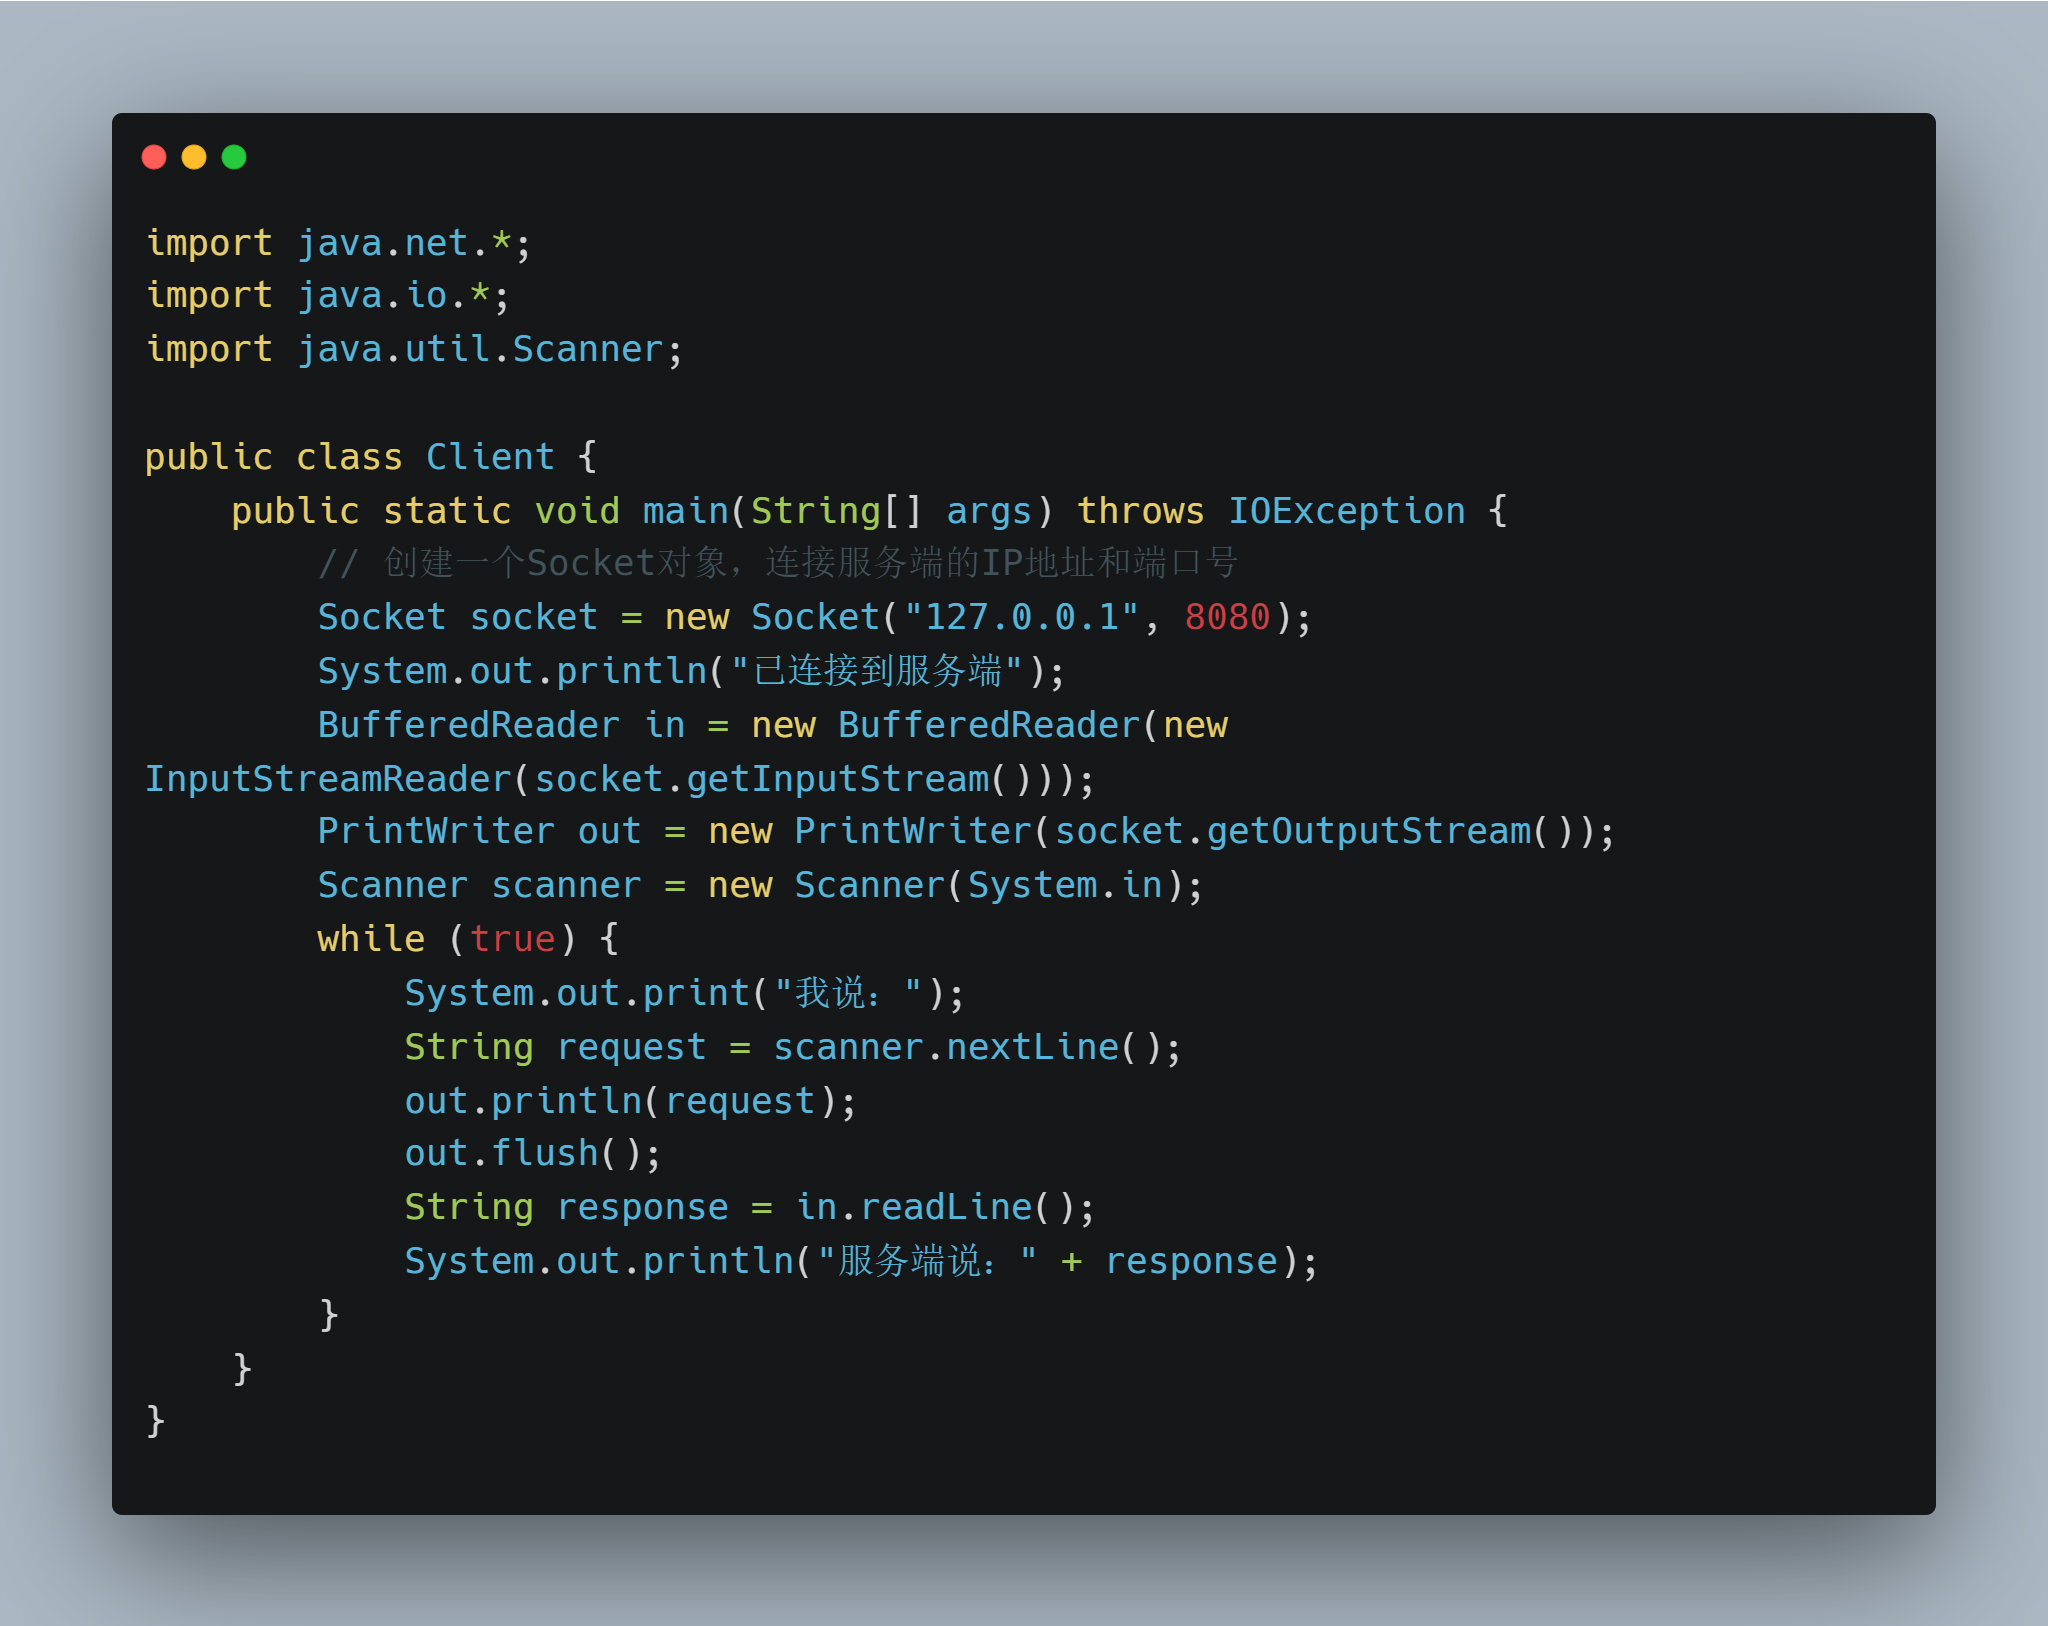 import java.net.*;
import java.io.*;
import java.util.Scanner;

public class Client {
    public static void main(String[] args) throws IOException {
        // 创建一个Socket对象，连接服务端的IP地址和端口号
        Socket socket = new Socket("127.0.0.1", 8080);
        System.out.println("已连接到服务端");
        BufferedReader in = new BufferedReader(new
InputStreamReader(socket.getInputStream()));
        PrintWriter out = new PrintWriter(socket.getOutputStream());
        Scanner scanner = new Scanner(System.in);
        while (true) {
            System.out.print("我说：");
            String request = scanner.nextLine();
            out.println(request);
            out.flush();
            String response = in.readLine();
            System.out.println("服务端说：" + response);
        }
    }
}